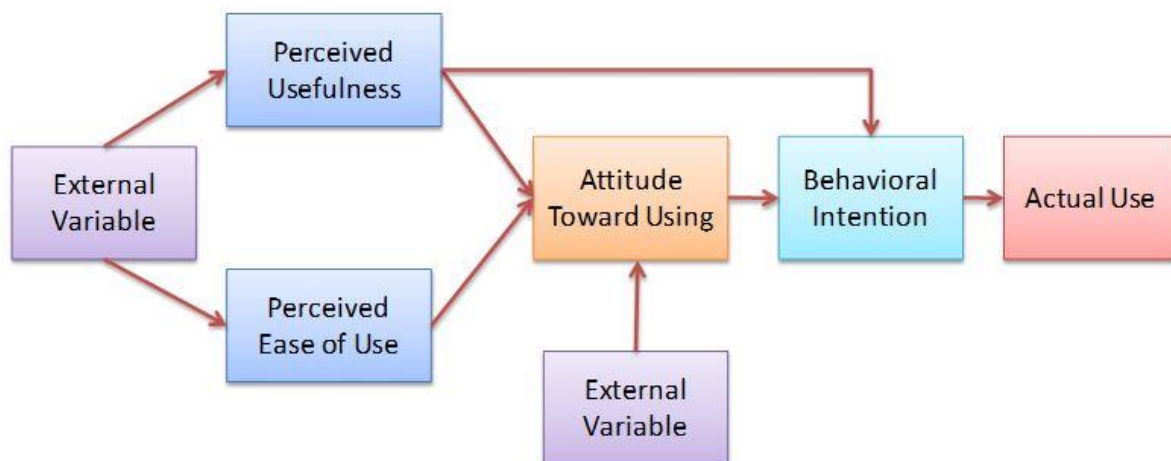 Perceived
Usefulness
External
Variable
Attitude
Toward Using
Behavioral
Intention
Actual Use
Perceived
Ease of Use
External
Variable